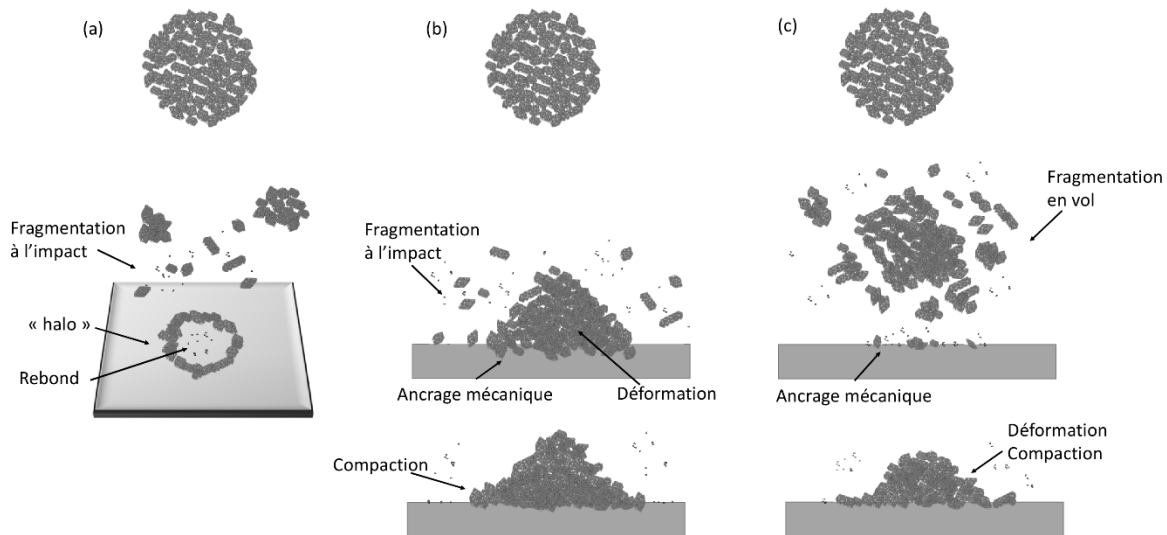 (a)
Fragmentation
à l’impact
« halo »
Rebond
(b)
Fragmentation
à l’impact
Ancrage mécanique
Déformation
Compaction
(c)
Fragmentation
en vol
Ancrage mécanique
Déformation
Compaction